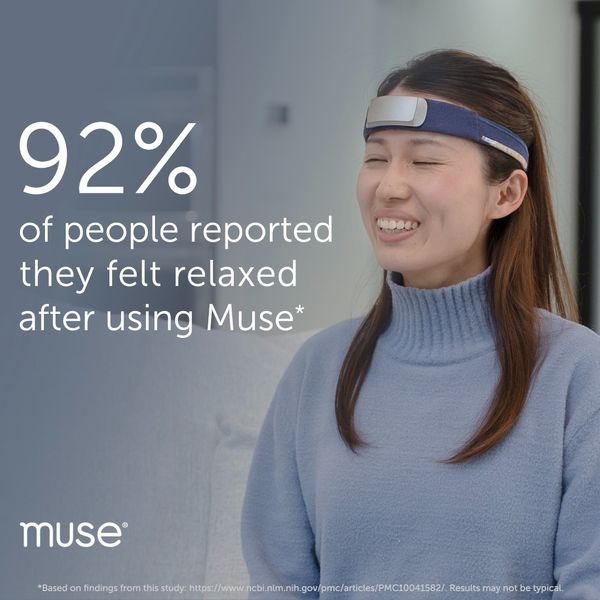 92%
of people reported
they felt relaxed
after using Muse*
muse®
*Based on findings from this study: https://www.ncbi.nlm.nih.gov/pmc/articles/PMC10041582/. Results may not be typical.